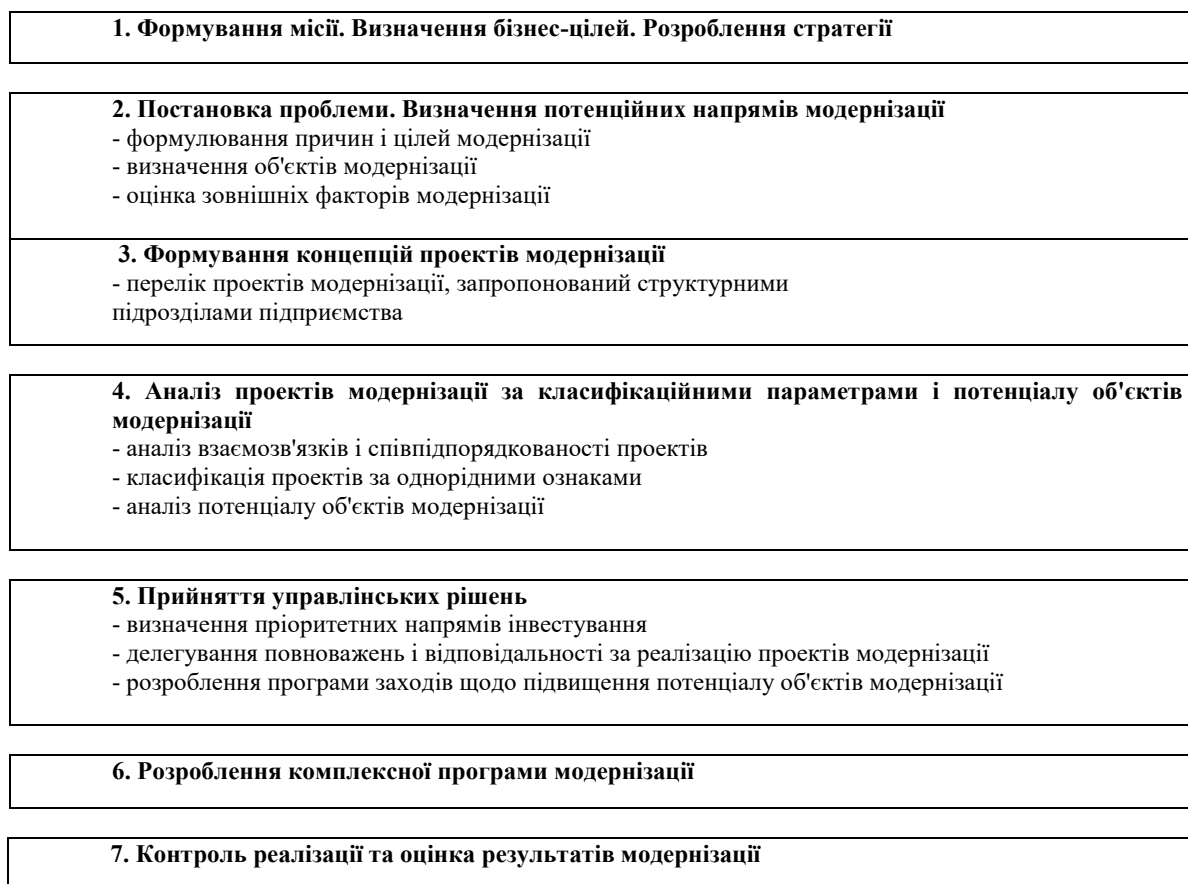 1. Формування місії. Визначення бізнес-цілей. Розроблення стратегії
2. Постановка проблеми. Визначення потенційних напрямів модернізації
- формулювання причин і цілей модернізації
- визначення об'єктів модернізації
- оцінка зовнішніх факторів модернізації
3. Формування концепцій проектів модернізації
- перелік проектів модернізації, запропонований структурними
підрозділами підприємства
4. Аналіз проектів модернізації за класифікаційними параметрами і потенціалу об'єктів
модернізації
- аналіз взаємозв'язків і співпідпорядкованості проектів
- класифікація проектів за однорідними ознаками
- аналіз потенціалу об'єктів модернізації
5. Прийняття управлінських рішень
- визначення пріоритетних напрямів інвестування
- делегування повноважень і відповідальності за реалізацію проектів модернізації
- розроблення програми заходів щодо підвищення потенціалу об'єктів модернізації
6. Розроблення комплексної програми модернізації
7. Контроль реалізації та оцінка результатів модернізації